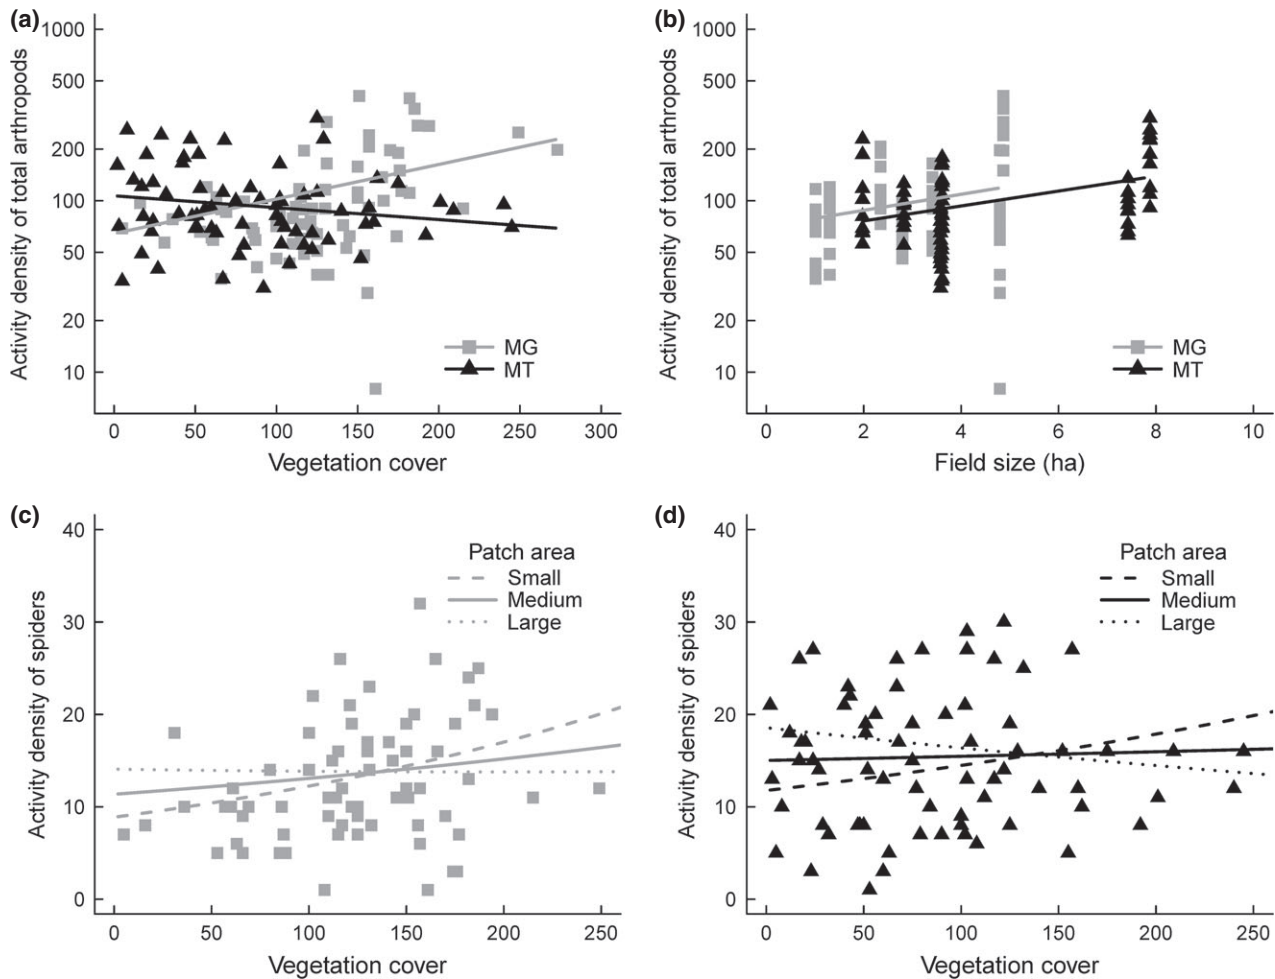 (a)
Activity density of total arthropods
1000
500
200
100
50
20
10
MG
MT
0 50 100 150 200 250 300
Vegetation cover
(b)
Activity density of total arthropods
1000
500
200
100
50
20
10
MG
MT
0 2 4 6 8 10
Field size (ha)
(c)
Activity density of spiders
40
30
20
10
0
Patch area
Small
Medium
Large
0 50 100 150 200 250
Vegetation cover
(d)
Activity density of spiders
40
30
20
10
0
Patch area
Small
Medium
Large
0 50 100 150 200 250
Vegetation cover